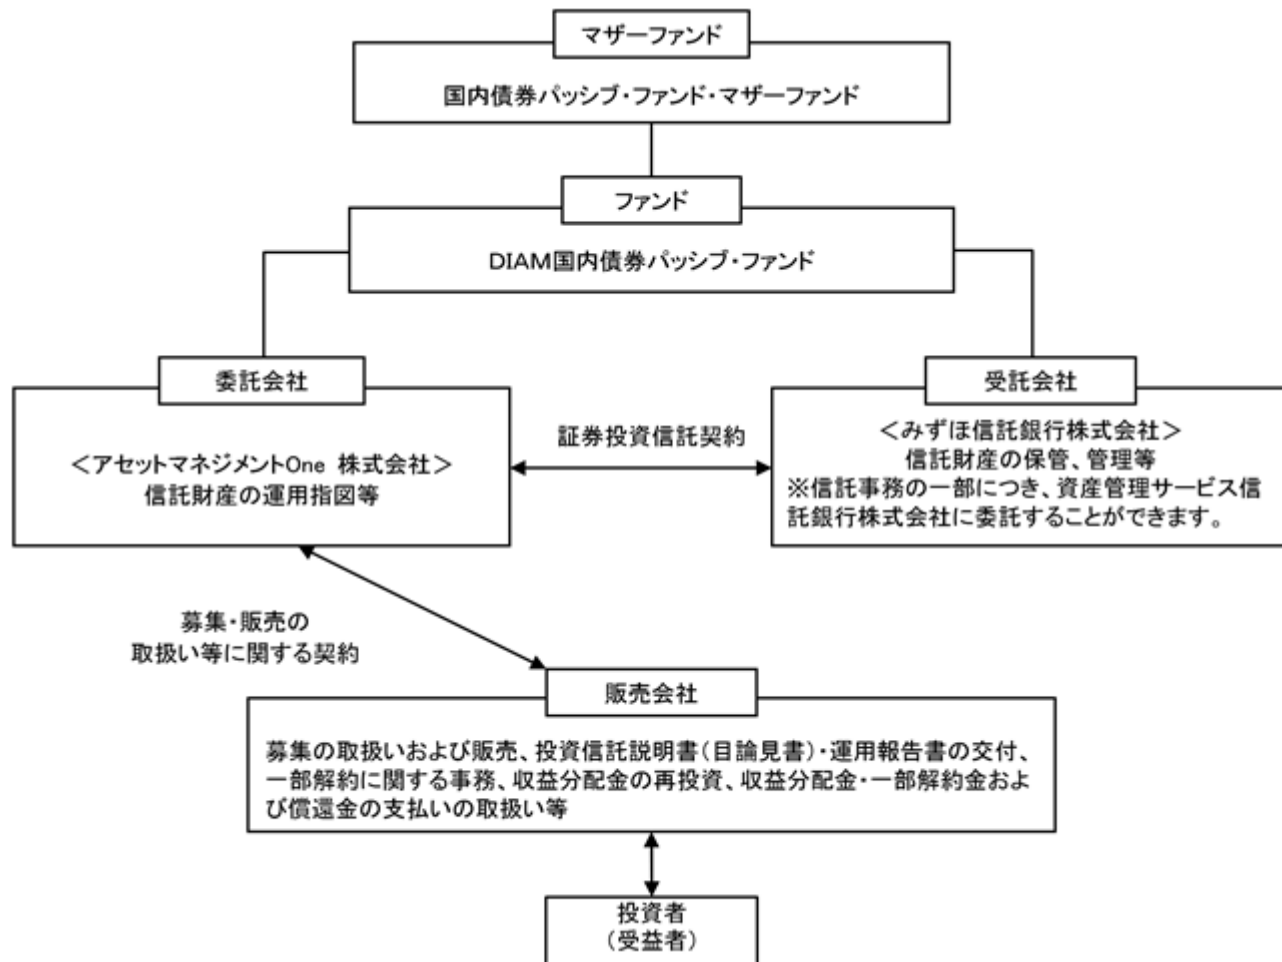 マザーファンド
国内債券パッシブ・ファンド・マザーファンド
ファンド
DIAM国内債券パッシブ・ファンド
委託会社
＜アセットマネジメントOne 株式会社＞
信託財産の運用指図等
証券投資信託契約
受託会社
＜みずほ信託銀行株式会社＞
信託財産の保管、管理等
※信託事務の一部につき、資産管理サービス信
託銀行株式会社に委託することができます。
募集・販売の
取扱い等に関する契約
販売会社
募集の取扱いおよび販売、投資信託説明書（目論見書）・運用報告書の交付、
一部解約に関する事務、収益分配金の再投資、収益分配金・一部解約金およ
び償還金の支払いの取扱い等
投資者
（受益者）